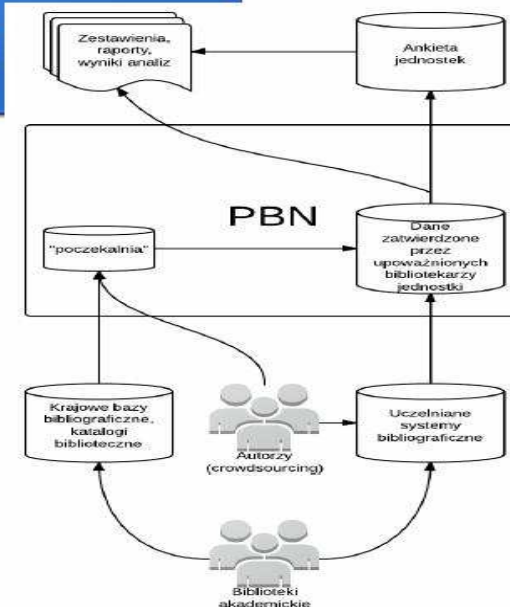 Zestawienia,
raporty,
wyniki analiz
Ankieta
jednostek
PBN
"poczekalnia"
Dane
zatwierdzone
przez
upoważnionych
bibliotekarzy
jednostki
Krajowe bazy
bibliograficzne,
katalogi
biblioteczne
Autorzy
(crowdsourcing)
Uczelniane
systemy
bibliograficzne
Biblioteki
akademickie